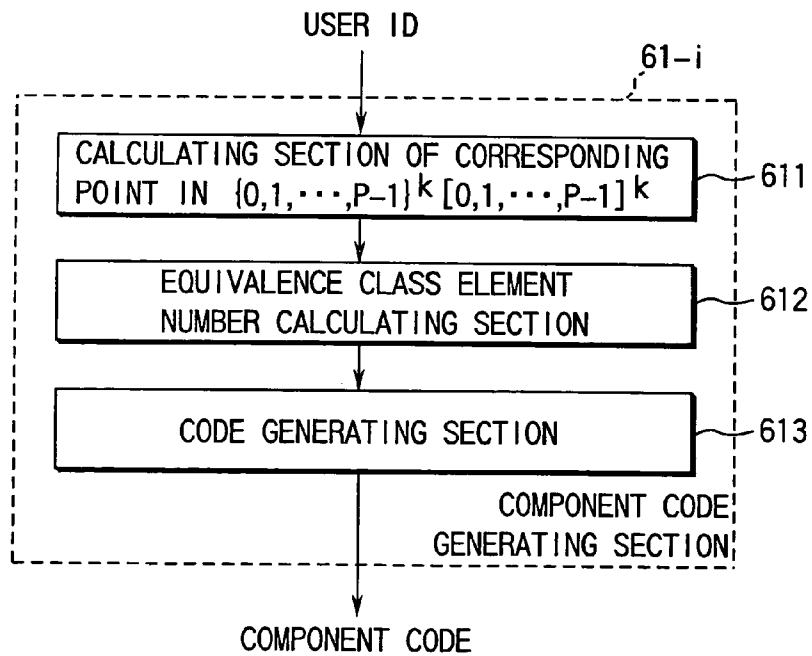 USER ID
61-i
CALCULATING SECTION OF CORRESPONDING
POINT IN {0,1,···,P-1}^k [0,1,···,P-1]^k
611
EQUIVALENCE CLASS ELEMENT
NUMBER CALCULATING SECTION
612
CODE GENERATING SECTION
613
COMPONENT CODE
GENERATING SECTION
COMPONENT CODE